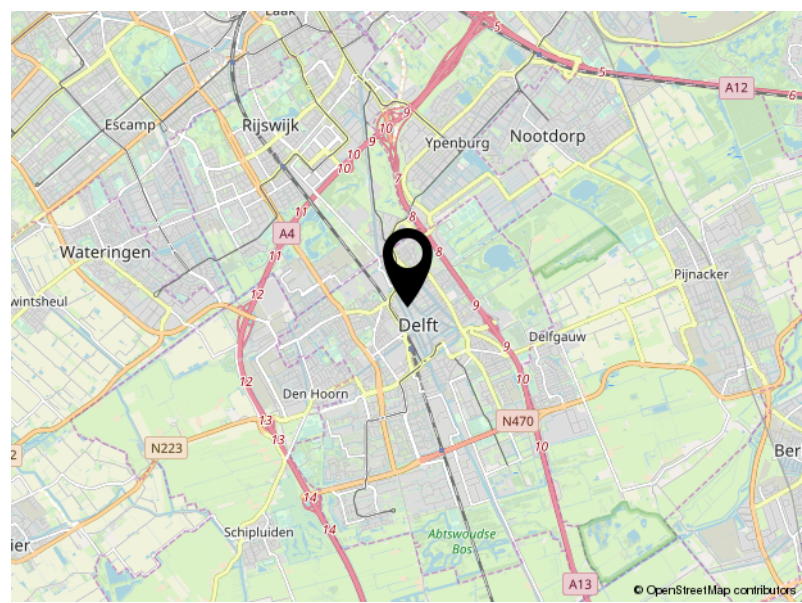 Laak
5
5
A12
6
Escamp
Rijswijk
9
10
9
10
10
Ypenburg
Nootdorp
7
11
8
A4
8
Wateringen
11
Pijnacker
12
wintsheul
9
Delft
Delfgauw
9
12
10
Den Hoorn
13
N470
13
N223
10
2
Ber
14
14
Schipluiden
Abtswoudse
Bos
ier
A13
© OpenStreetMap contributors